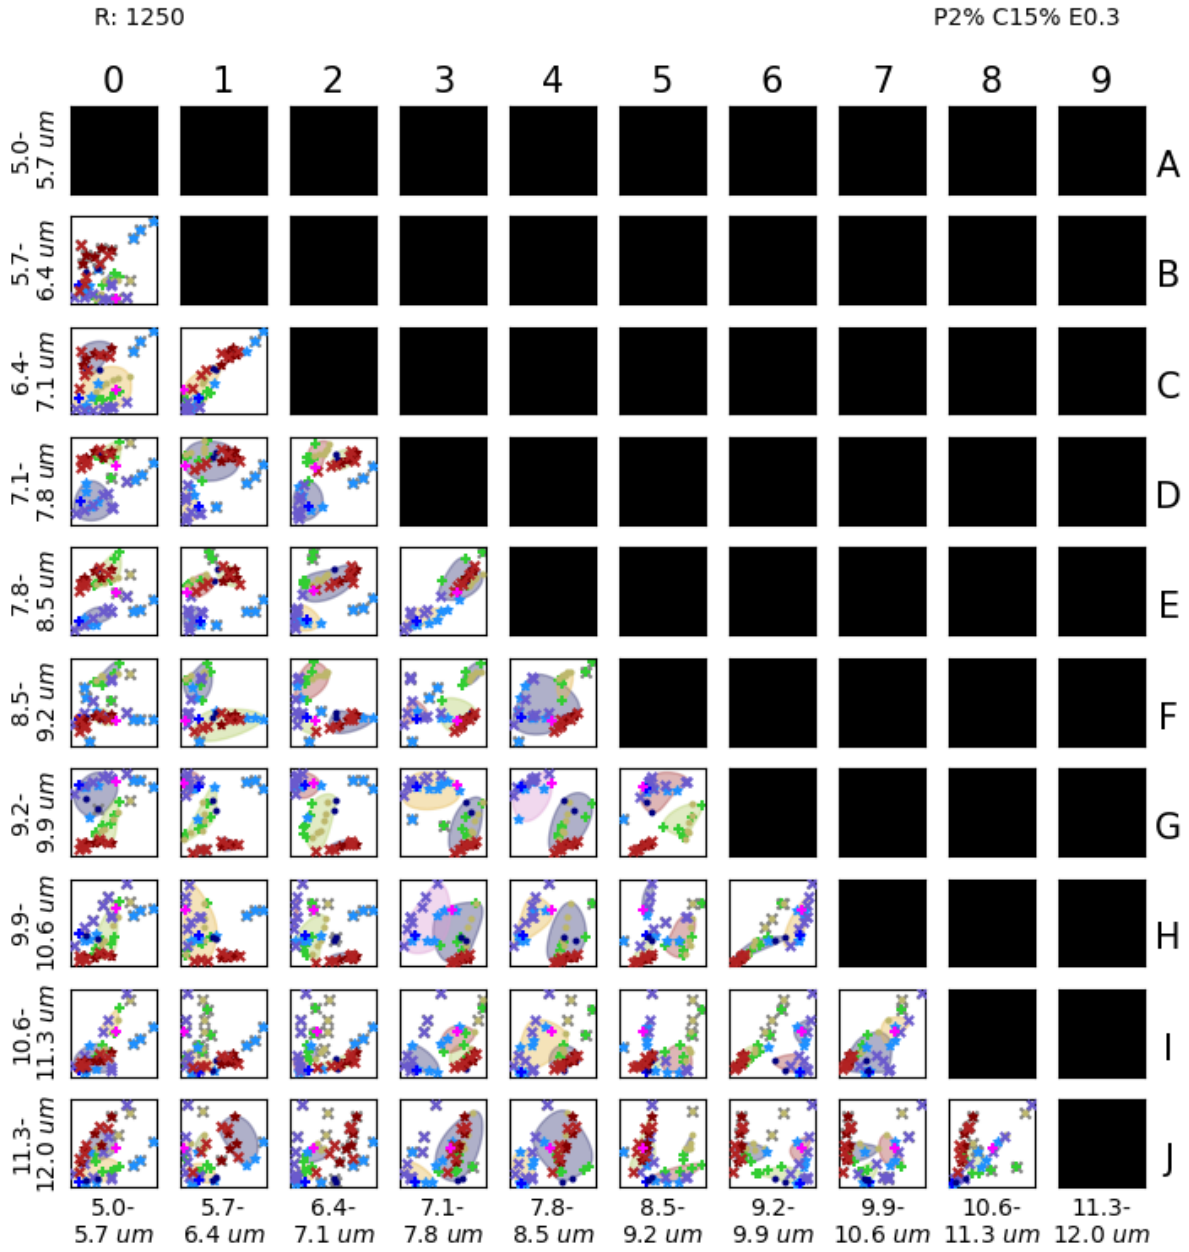 R: 1250 P2% C15% E0.3
0 1 2 3 4 5 6 7 8 9
5.0-
5.7 um
A
5.7-
6.4 um
B
6.4-
7.1 um
C
7.1-
7.8 um
D
7.8-
8.5 um
E
8.5-
9.2 um
F
9.2-
9.9 um
G
9.9-
10.6 um
H
10.6-
11.3 um
I
11.3-
12.0 um
J
5.0- 5.7- 6.4- 7.1- 7.8- 8.5- 9.2- 9.9- 10.6- 11.3-
5.7 um 6.4 um 7.1 um 7.8 um 8.5 um 9.2 um 9.9 um 10.6 um 11.3 um 12.0 um